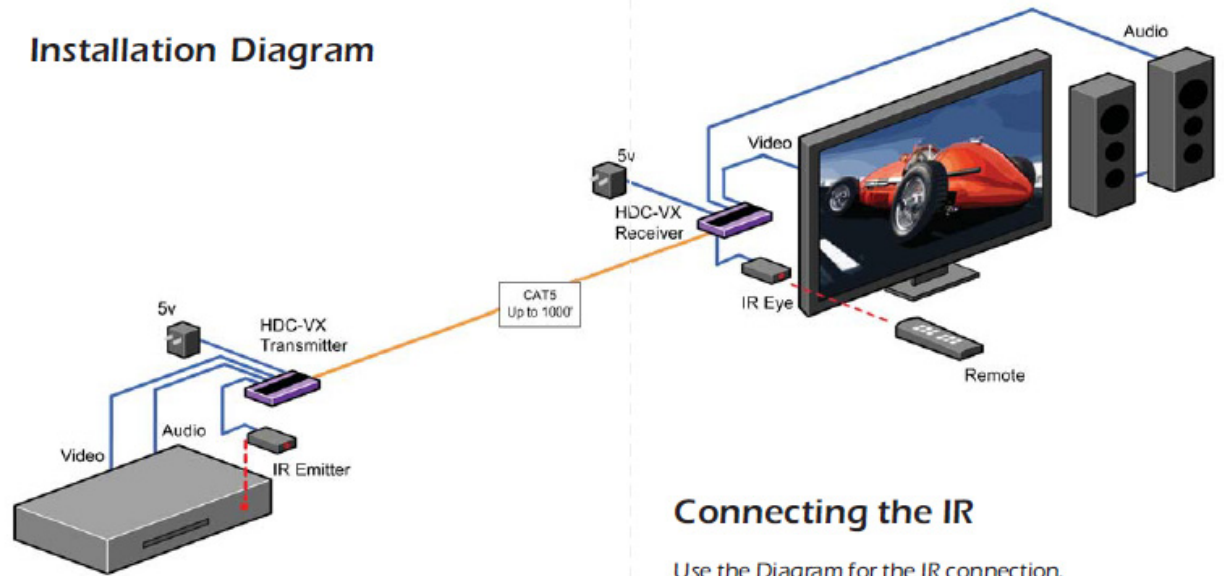 Installation Diagram
Audio
Video
5v
HDC-VX
Receiver
IR Eye
Remote
CAT5
Up to 1000'
5v
HDC-VX
Transmitter
Video
Audio
IR Emitter
Connecting the IR
Use the Diagram for the IR connection.